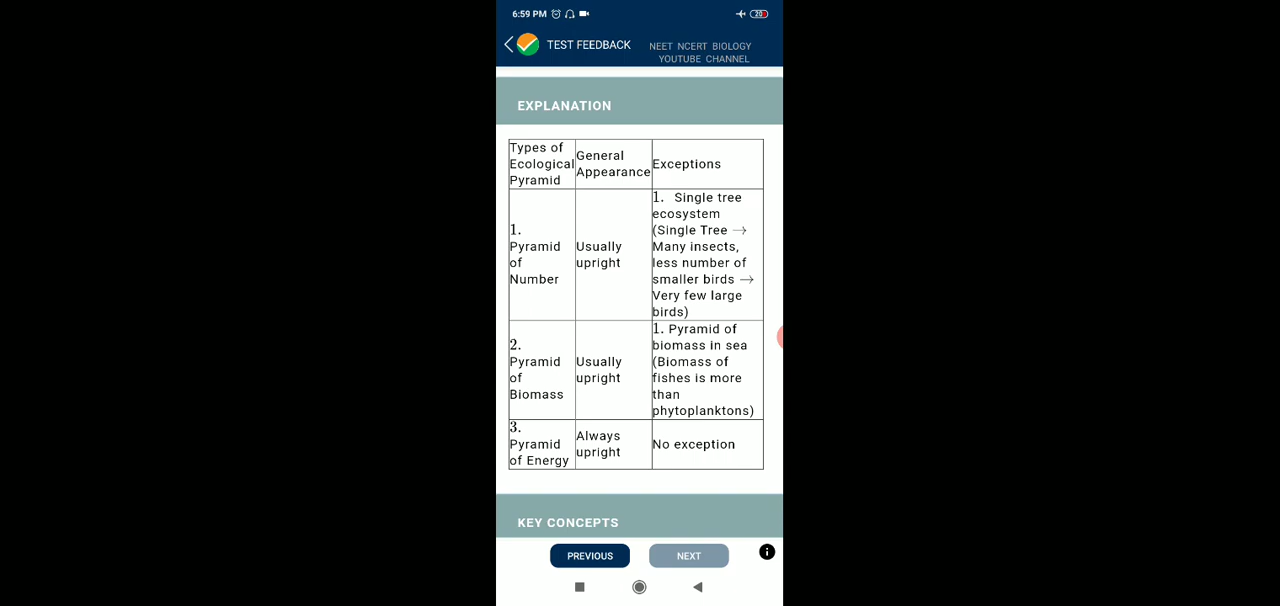 6:59 PM 20
TEST FEEDBACK
NEET NCERT BIOLOGY
YOUTUBE CHANNEL
EXPLANATION
Types of
Ecological
Pyramid
General
Appearance
Exceptions
1.
Pyramid
of
Number
Usually
upright
1. Single tree
ecosystem
(Single Tree →
Many insects,
less number of
smaller birds →
Very few large
birds)
2.
Pyramid
of
Biomass
Usually
upright
1. Pyramid of
biomass in sea
(Biomass of
fishes is more
than
phytoplanktons)
3.
Pyramid
of Energy
Always
upright
No exception
KEY CONCEPTS
PREVIOUS NEXT